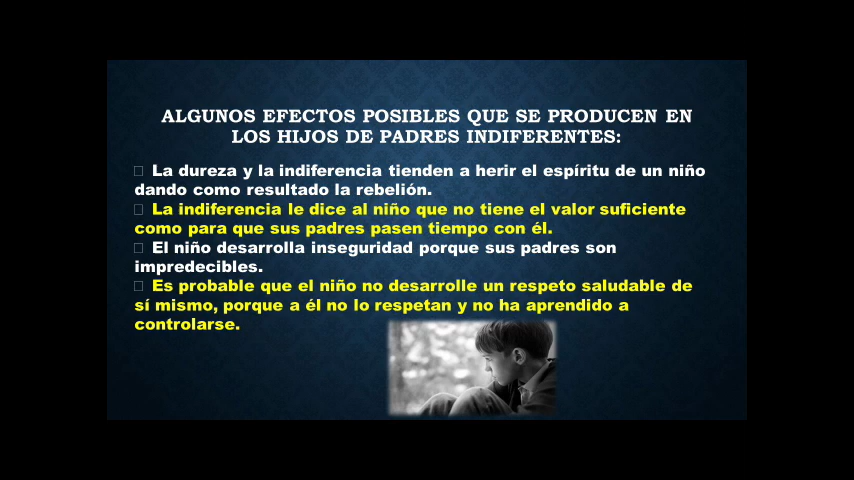 ALGUNOS EFECTOS POSIBLES QUE SE PRODUCEN EN
LOS HIJOS DE PADRES INDIFERENTES:
□ La dureza y la indiferencia tienden a herir el espíritu de un niño
dando como resultado la rebelión.
□ La indiferencia le dice al niño que no tiene el valor suficiente
como para que sus padres pasen tiempo con él.
□ El niño desarrolla inseguridad porque sus padres son
impredecibles.
□ Es probable que el niño no desarrolle un respeto saludable de
sí mismo, porque a él no lo respetan y no ha aprendido a
controlarse.